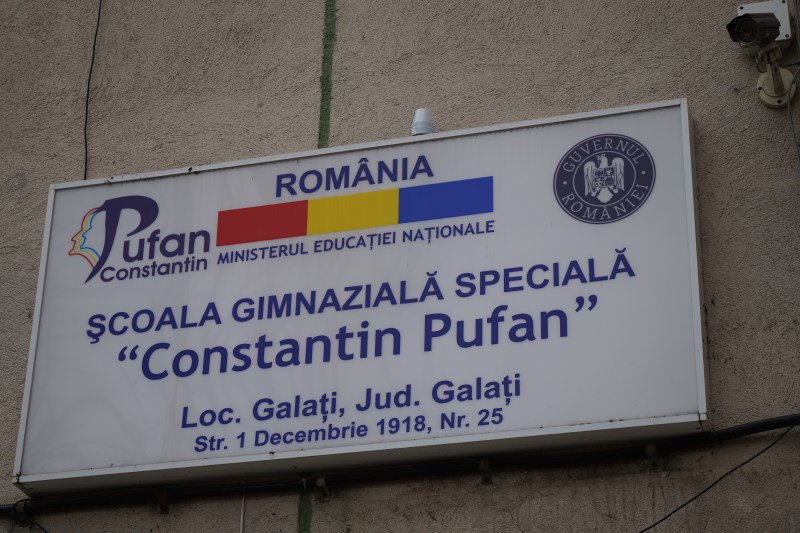 ROMÂNIA
MINISTERUL EDUCAȚIEI NAȚIONALE
Pufan
Constantin
GUVERNUL
ROMÂNIEI
ŞCOALA GIMNAZIALĂ SPECIALĂ
“Constantin Pufan”
Loc. Galați, Jud. Galați
Str. 1 Decembrie 1918, Nr. 25